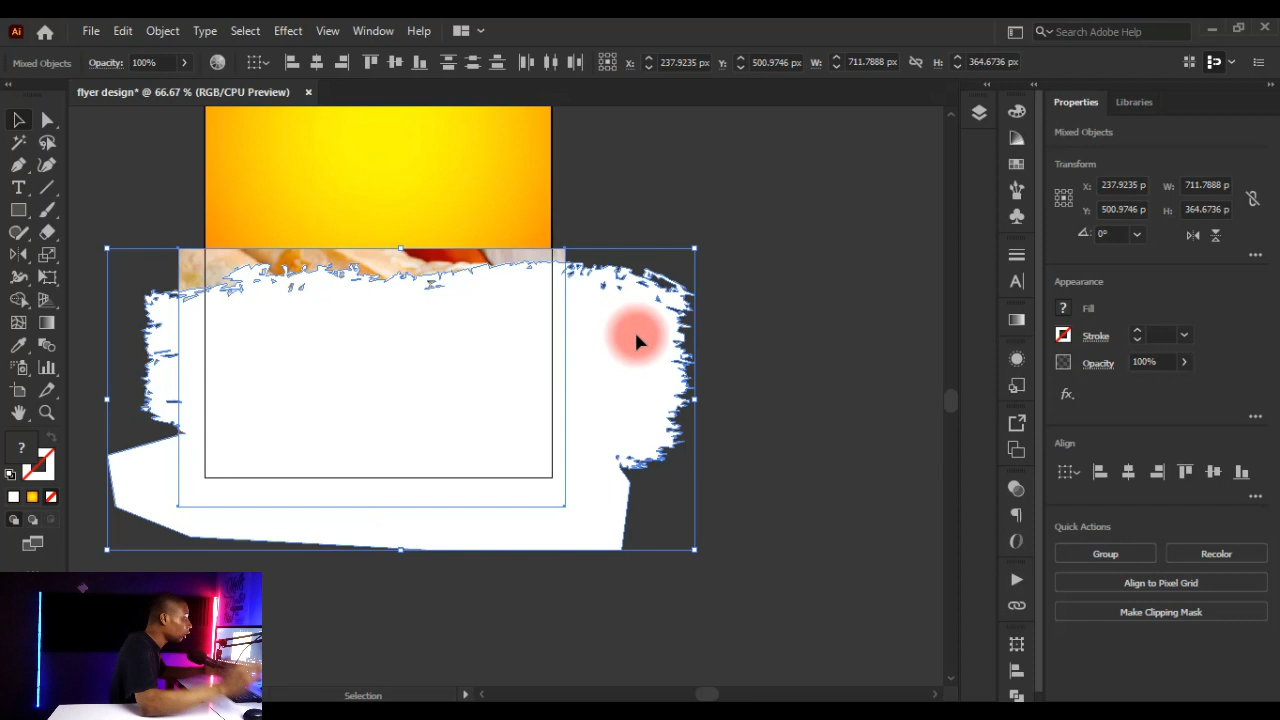 Ai
File Edit Object Type Select Effect View Window Help
Search Adobe Help
Mixed Objects Opacity: 100% X: 237.9235 px Y: 500.9746 px W: 711.7888 px H: 364.6736 px
flyer design* @ 66.67 % (RGB/CPU Preview) ×
Properties Libraries
Mixed Objects
Transform
X: 237.9235 p W: 711.7888 p
Y: 500.9746 p H: 364.6736 p
0°
Appearance
? Fill
Stroke
Opacity 100%
fx.
Align
Quick Actions
Group Recolor
Align to Pixel Grid
Make Clipping Mask
?
Selection